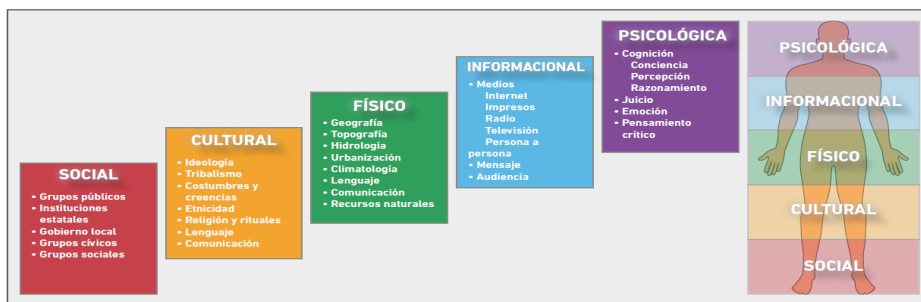 SOCIAL
• Grupos públicos
• Instituciones
estatales
• Gobierno local
• Grupos cívicos
• Grupos sociales
CULTURAL
• Ideología
• Tribalismo
• Costumbres y
creencias
• Etnicidad
• Religión y rituales
• Lenguaje
• Comunicación
FÍSICO
• Geografía
• Topografía
• Hidrología
• Urbanización
• Climatología
• Lenguaje
• Comunicación
• Recursos naturales
INFORMACIONAL
• Medios
Internet
Impresos
Radio
Televisión
Persona a
persona
• Mensaje
• Audiencia
PSICOLÓGICA
• Cognición
Conciencia
Percepción
Razonamiento
• Juicio
• Emoción
• Pensamiento
crítico
PSICOLÓGICA
INFORMACIONAL
FÍSICO
CULTURAL
SOCIAL